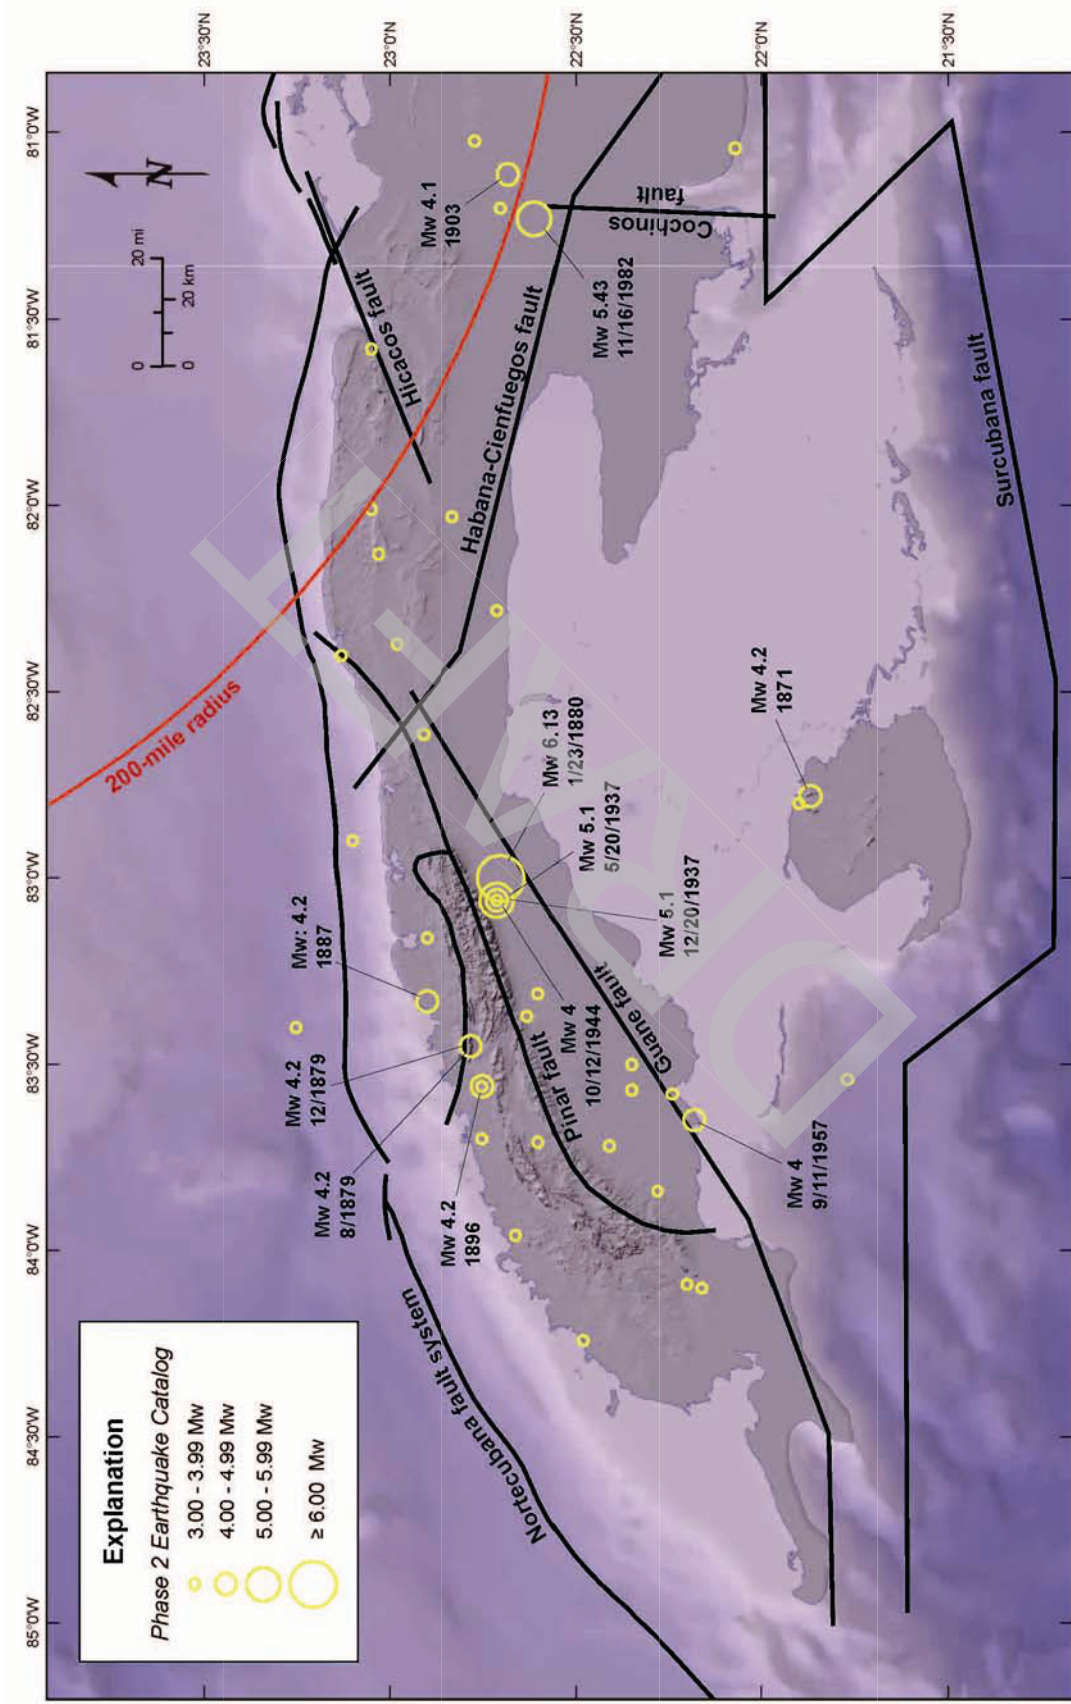 85°0'W
84°30'W
84°0'W
83°30'W
83°0'W
82°30'W
82°0'W
81°30'W
81°0'W
23°30'N
23°0'N
22°30'N
22°0'N
21°30'N
Explanation
Phase 2 Earthquake Catalog
3.00 - 3.99 Mw
4.00 - 4.99 Mw
5.00 - 5.99 Mw
≥ 6.00 Mw
0
20 mi
0
20 km
N
200-mile radius
Nortecubana fault system
Hicacos fault
Habana-Cienfuegos fault
Cochinos
fault
Surcubana fault
Pinar fault
Guane fault
Mw 4.2
8/1879
Mw 4.2
12/1879
Mw: 4.2
1887
Mw 4.2
1896
Mw 4.1
1903
Mw 5.43
11/16/1982
Mw 6.13
1/23/1880
Mw 5.1
5/20/1937
Mw 5.1
12/20/1937
Mw 4
10/12/1944
Mw 4
9/11/1957
Mw 4.2
1871